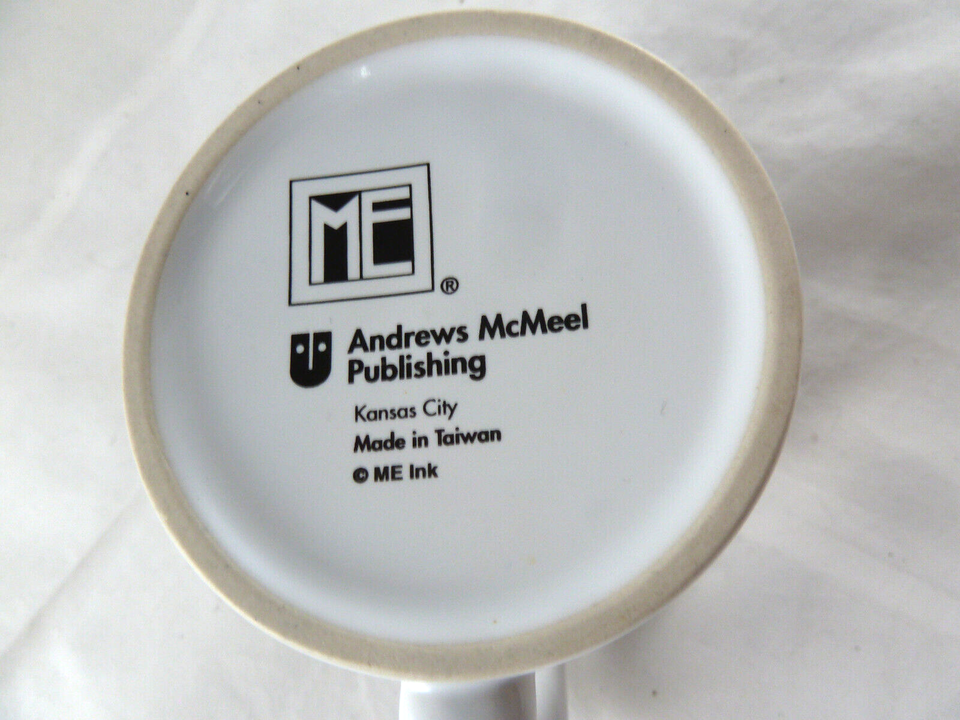 ME
®
Andrews McMeel
Publishing
Kansas City
Made in Taiwan
© ME Ink